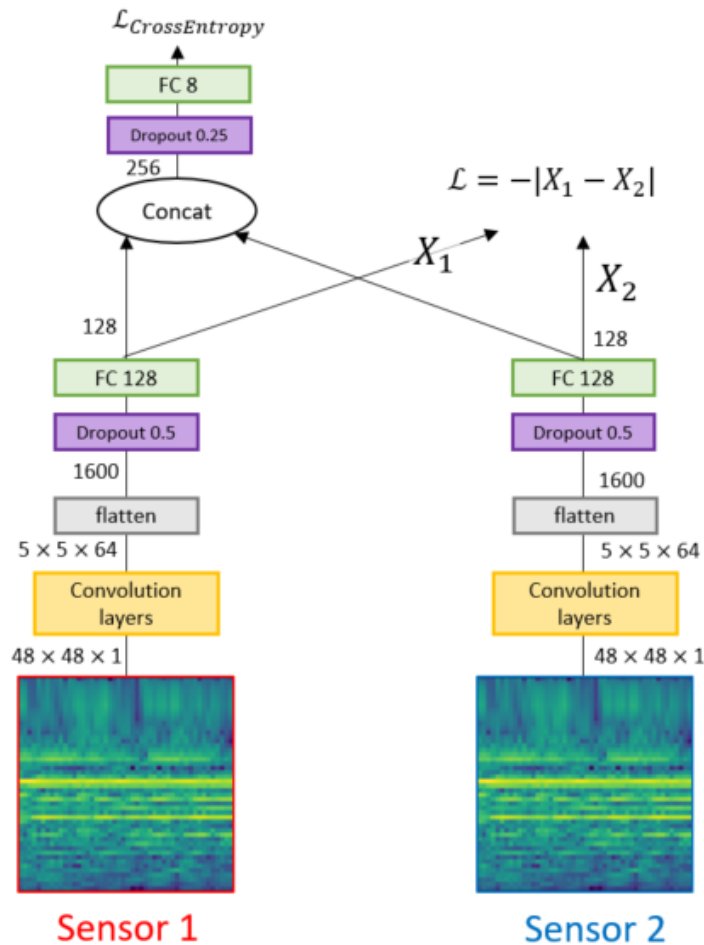 ℒ_CrossEntropy
FC 8
Dropout 0.25
256
Concat
ℒ = −|X₁ − X₂|
X₁
X₂
128
128
FC 128
FC 128
Dropout 0.5
Dropout 0.5
1600
1600
flatten
flatten
5 × 5 × 64
5 × 5 × 64
Convolution
layers
Convolution
layers
48 × 48 × 1
48 × 48 × 1
Sensor 1
Sensor 2